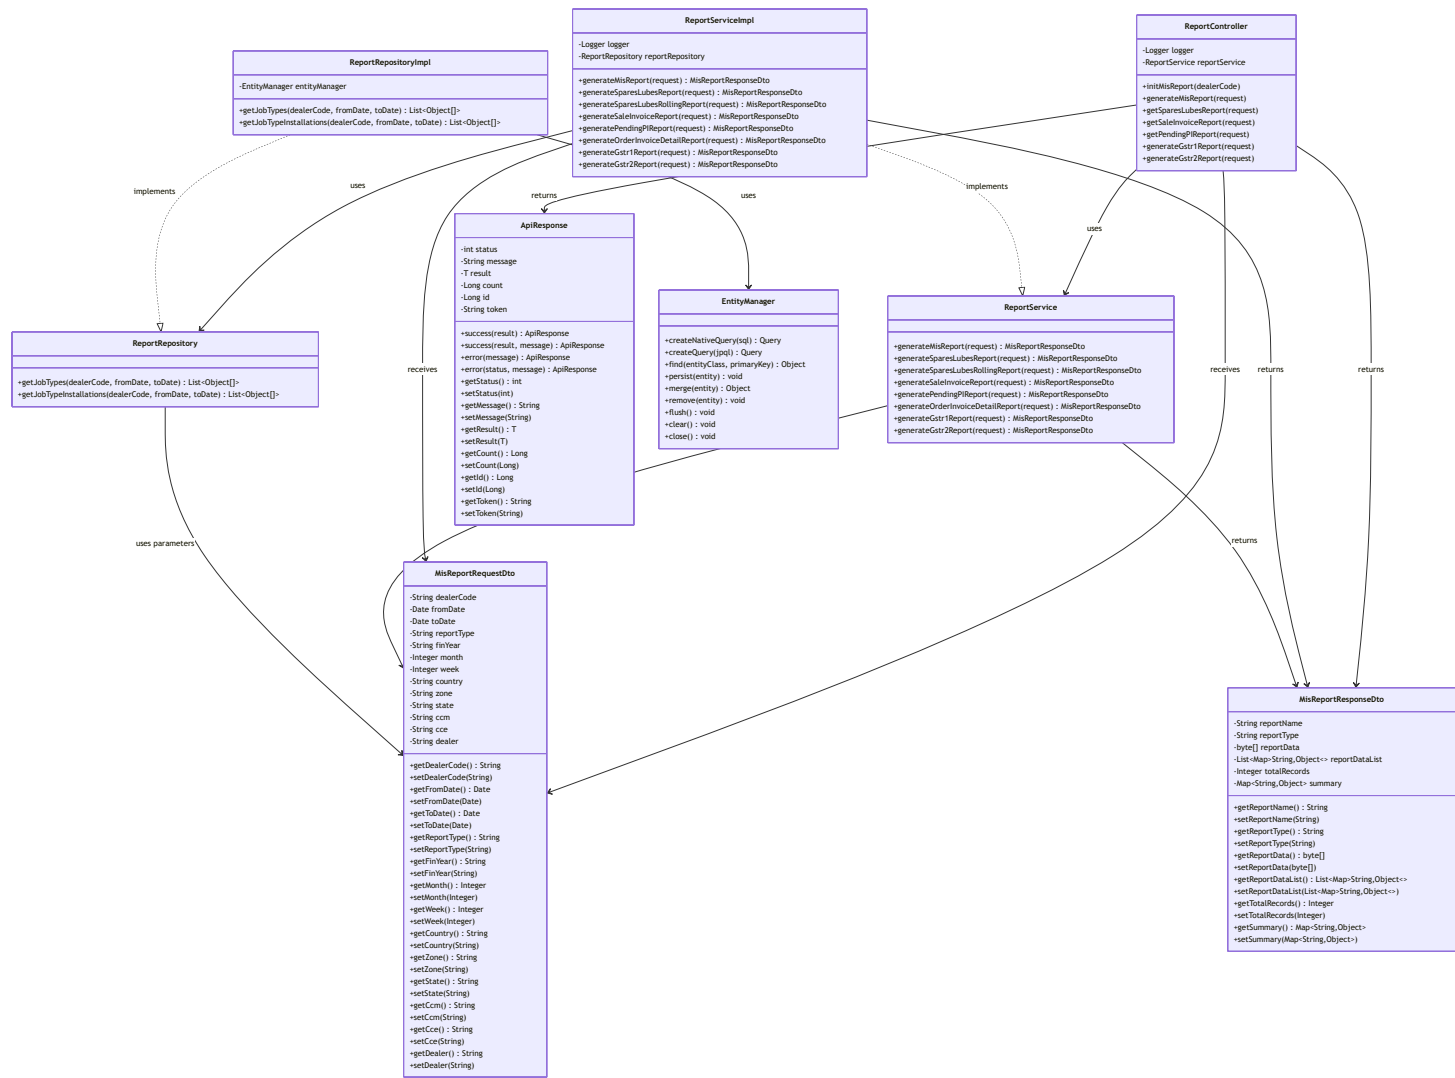 ReportServiceImpl
-Logger logger
-ReportRepository reportRepository
+generateMisReport(request) : MisReportResponseDto
+generateSparesLubesReport(request) : MisReportResponseDto
+generateSparesLubesRollingReport(request) : MisReportResponseDto
+generateSaleInvoiceReport(request) : MisReportResponseDto
+generatePendingPIReport(request) : MisReportResponseDto
+generateOrderInvoiceDetailReport(request) : MisReportResponseDto
+generateGstr1Report(request) : MisReportResponseDto
+generateGstr2Report(request) : MisReportResponseDto
ReportController
-Logger logger
-ReportService reportService
+initMisReport(dealerCode)
+generateMisReport(request)
+getSparesLubesReport(request)
+getSaleInvoiceReport(request)
+getPendingPIReport(request)
+generateGstr1Report(request)
+generateGstr2Report(request)
ReportRepositoryImpl
-EntityManager entityManager
+getJobTypes(dealerCode, fromDate, toDate) : List<Object[]>
+getJobTypeInstallations(dealerCode, fromDate, toDate) : List<Object[]>
implements
uses
returns
uses
implements
uses
receives
receives
returns
returns
ApiResponse
-int status
-String message
-T result
-Long count
-Long id
-String token
+success(result) : ApiResponse
+success(result, message) : ApiResponse
+error(message) : ApiResponse
+error(status, message) : ApiResponse
+getStatus() : int
+setStatus(int)
+getMessage() : String
+setMessage(String)
+getResult() : T
+setResult(T)
+getCount() : Long
+setCount(Long)
+getId() : Long
+setId(Long)
+getToken() : String
+setToken(String)
EntityManager
+createNativeQuery(sql) : Query
+createQuery(jpql) : Query
+find(entityClass, primaryKey) : Object
+persist(entity) : void
+merge(entity) : Object
+remove(entity) : void
+flush() : void
+clear() : void
+close() : void
ReportService
+generateMisReport(request) : MisReportResponseDto
+generateSparesLubesReport(request) : MisReportResponseDto
+generateSparesLubesRollingReport(request) : MisReportResponseDto
+generateSaleInvoiceReport(request) : MisReportResponseDto
+generatePendingPIReport(request) : MisReportResponseDto
+generateOrderInvoiceDetailReport(request) : MisReportResponseDto
+generateGstr1Report(request) : MisReportResponseDto
+generateGstr2Report(request) : MisReportResponseDto
ReportRepository
+getJobTypes(dealerCode, fromDate, toDate) : List<Object[]>
+getJobTypeInstallations(dealerCode, fromDate, toDate) : List<Object[]>
uses parameters
returns
MisReportRequestDto
-String dealerCode
-Date fromDate
-Date toDate
-String reportType
-String finYear
-Integer month
-Integer week
-String country
-String zone
-String state
-String ccm
-String cce
-String dealer
+getDealerCode() : String
+setDealerCode(String)
+getFromDate() : Date
+setFromDate(Date)
+getToDate() : Date
+setToDate(Date)
+getReportType() : String
+setReportType(String)
+getFinYear() : String
+setFinYear(String)
+getMonth() : Integer
+setMonth(Integer)
+getWeek() : Integer
+setWeek(Integer)
+getCountry() : String
+setCountry(String)
+getZone() : String
+setZone(String)
+getState() : String
+setState(String)
+getCcm() : String
+setCcm(String)
+getCce() : String
+setCce(String)
+getDealer() : String
+setDealer(String)
MisReportResponseDto
-String reportName
-String reportType
-byte[] reportData
-List<Map>String,Object<> reportDataList
-Integer totalRecords
-Map<String,Object> summary
+getReportName() : String
+setReportName(String)
+getReportType() : String
+setReportType(String)
+getReportData() : byte[]
+setReportData(byte[])
+getReportDataList() : List<Map>String,Object<>
+setReportDataList(List<Map>String,Object<>)
+getTotalRecords() : Integer
+setTotalRecords(Integer)
+getSummary() : Map<String,Object>
+setSummary(Map<String,Object>)